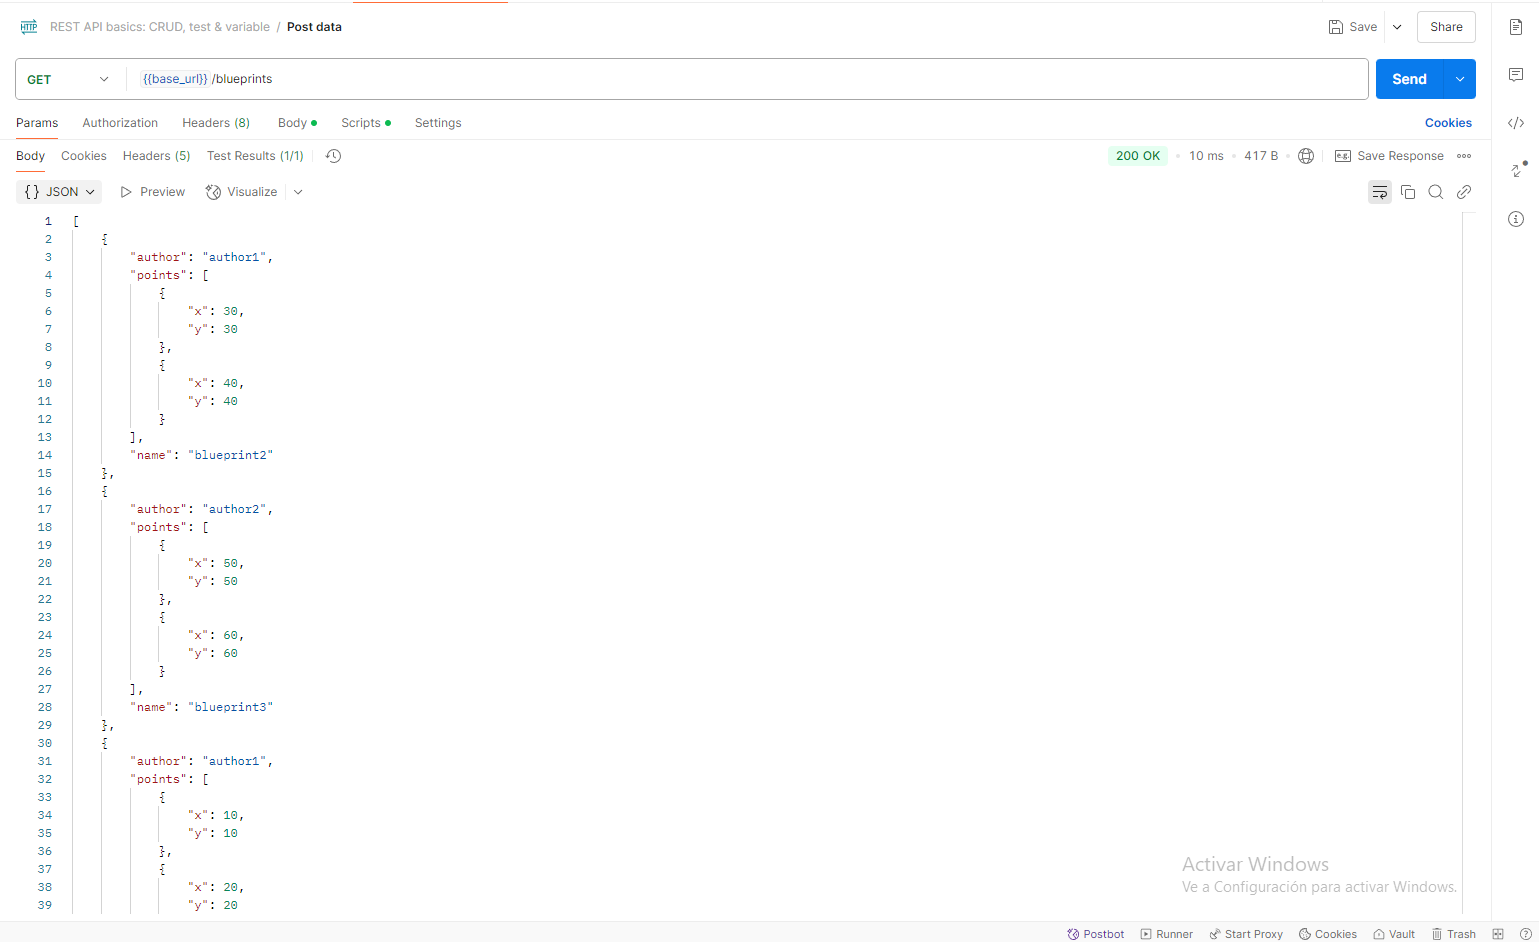 HTTP REST API basics: CRUD, test & variable / Post data Save Share
GET {{base_url}} /blueprints Send
Params Authorization Headers (8) Body Scripts Settings Cookies
Body Cookies Headers (5) Test Results (1/1) 200 OK 10 ms 417 B e.g. Save Response
{} JSON Preview Visualize
1 [
2 {
3 "author": "author1",
4 "points": [
5 {
6 "x": 30,
7 "y": 30
8 },
9 {
10 "x": 40,
11 "y": 40
12 }
13 ],
14 "name": "blueprint2"
15 },
16 {
17 "author": "author2",
18 "points": [
19 {
20 "x": 50,
21 "y": 50
22 },
23 {
24 "x": 60,
25 "y": 60
26 }
27 ],
28 "name": "blueprint3"
29 },
30 {
31 "author": "author1",
32 "points": [
33 {
34 "x": 10,
35 "y": 10
36 },
37 {
38 "x": 20,
39 "y": 20
Activar Windows
Ve a Configuración para activar Windows.
Postbot Runner Start Proxy Cookies Vault Trash